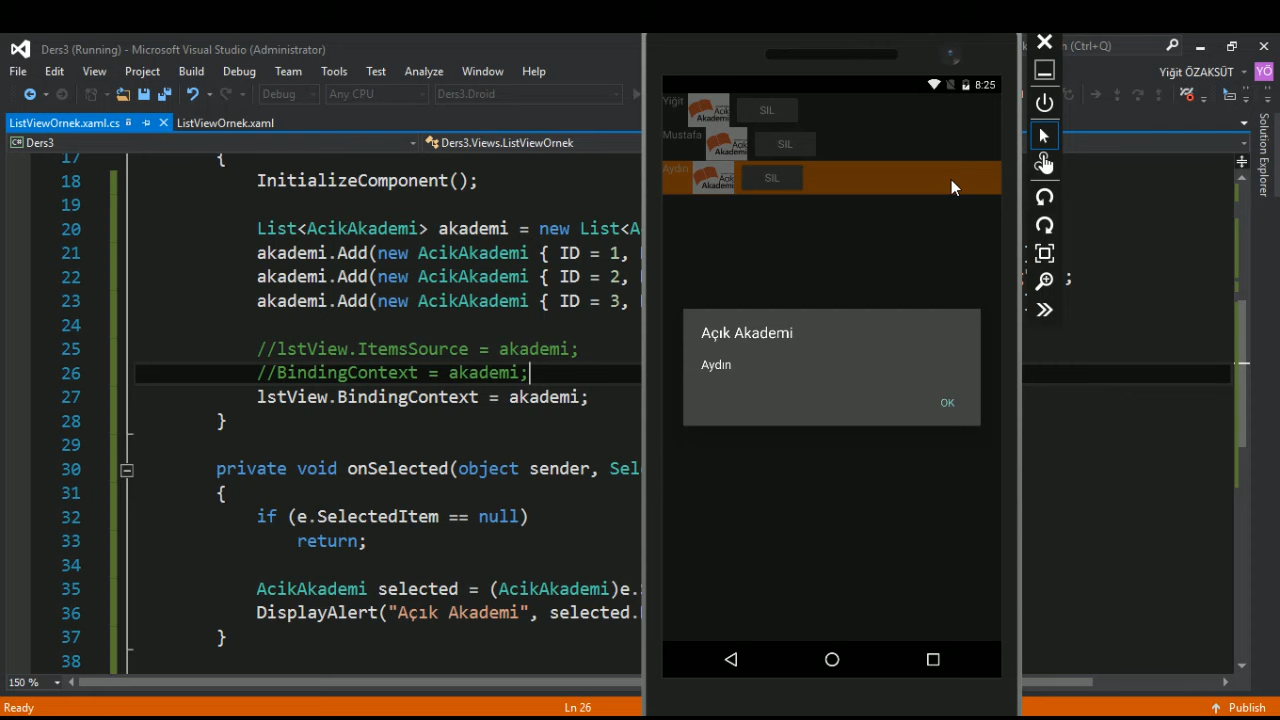 Ders3 (Running) - Microsoft Visual Studio (Administrator)
(Ctrl+Q)
File Edit View Project Build Debug Team Tools Test Analyze Window Help
Yiğit ÖZAKSÜT YÖ
Debug Any CPU Ders3.Droid
ListViewOrnek.xaml.cs ListViewOrnek.xaml
Ders3 Ders3.Views.ListViewOrnek
Solution Explorer
17 {
18 InitializeComponent();
19
20 List<AcikAkademi> akademi = new List<A
21 akademi.Add(new AcikAkademi { ID = 1,
22 akademi.Add(new AcikAkademi { ID = 2,
23 akademi.Add(new AcikAkademi { ID = 3,
24
25 //lstView.ItemsSource = akademi;
26 //BindingContext = akademi;
27 lstView.BindingContext = akademi;
28 }
29
30 private void onSelected(object sender, Sel
31 {
32 if (e.SelectedItem == null)
33 return;
34
35 AcikAkademi selected = (AcikAkademi)e.
36 DisplayAlert("Açık Akademi", selected.
37 }
38
150 %
Ready Ln 26 Publish
8:25
Yiğit Açık Akademi SIL
Mustafa Açık Akademi SIL
Aydın Açık Akademi SIL
Açık Akademi
Aydın
OK